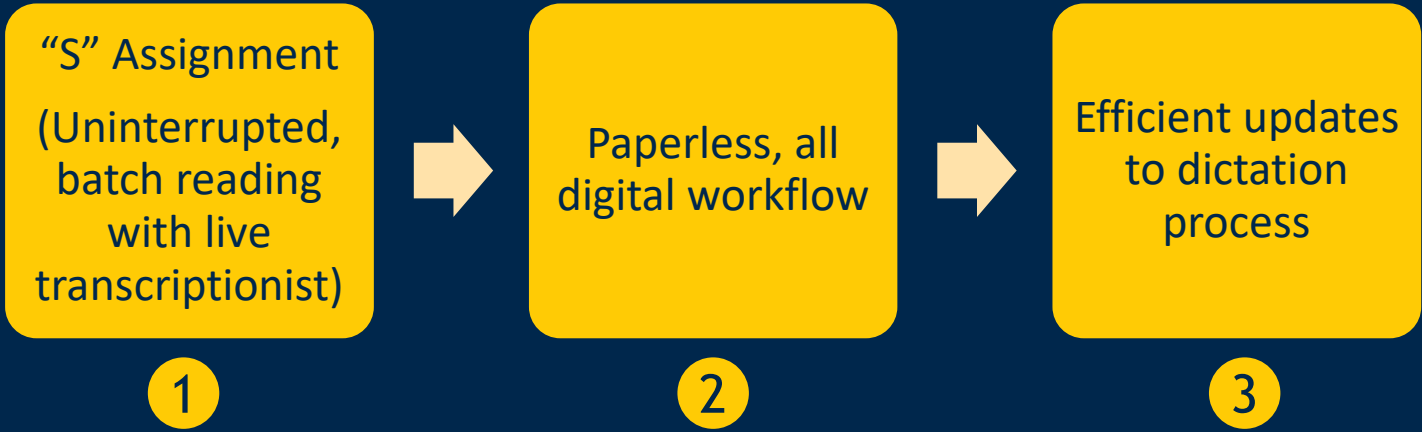 “S” Assignment
(Uninterrupted,
batch reading
with live
transcriptionist)
Paperless, all
digital workflow
Efficient updates
to dictation
process
1
2
3